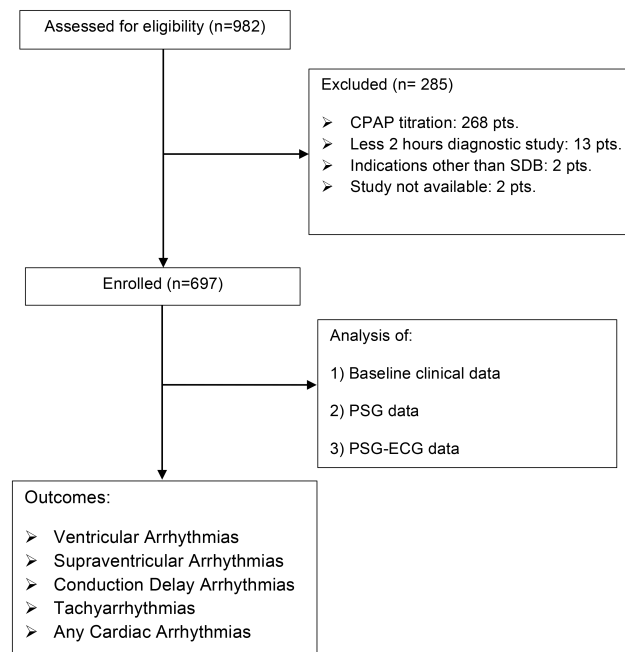 Assessed for eligibility (n=982)
Excluded (n= 285)
➢ CPAP titration: 268 pts.
➢ Less 2 hours diagnostic study: 13 pts.
➢ Indications other than SDB: 2 pts.
➢ Study not available: 2 pts.
Enrolled (n=697)
Analysis of:
1) Baseline clinical data
2) PSG data
3) PSG-ECG data
Outcomes:
➢ Ventricular Arrhythmias
➢ Supraventricular Arrhythmias
➢ Conduction Delay Arrhythmias
➢ Tachyarrhythmias
➢ Any Cardiac Arrhythmias